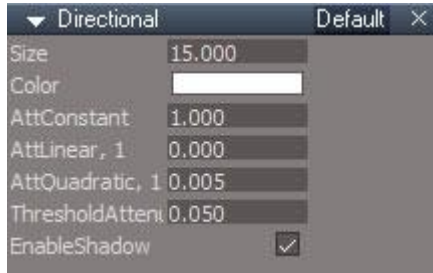 Directional Default
Size 15.000
Color
AttConstant 1.000
AttLinear, 1 0.000
AttQuadratic, 1 0.005
ThresholdAttenu 0.050
EnableShadow